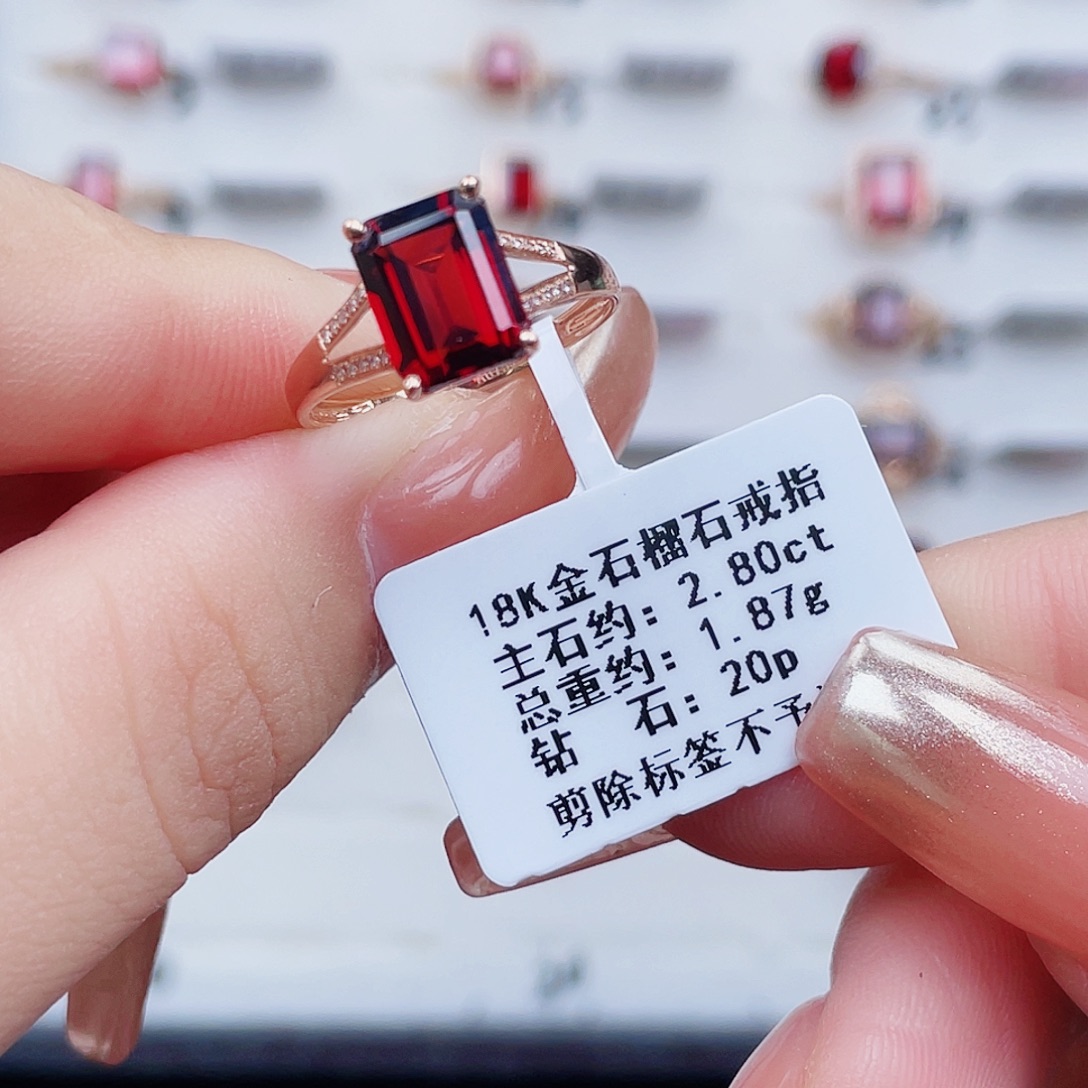 18K金石榴石戒指
主石约：2.80ct
总重约：1.87g
钻 石：20p
剪除标签不予